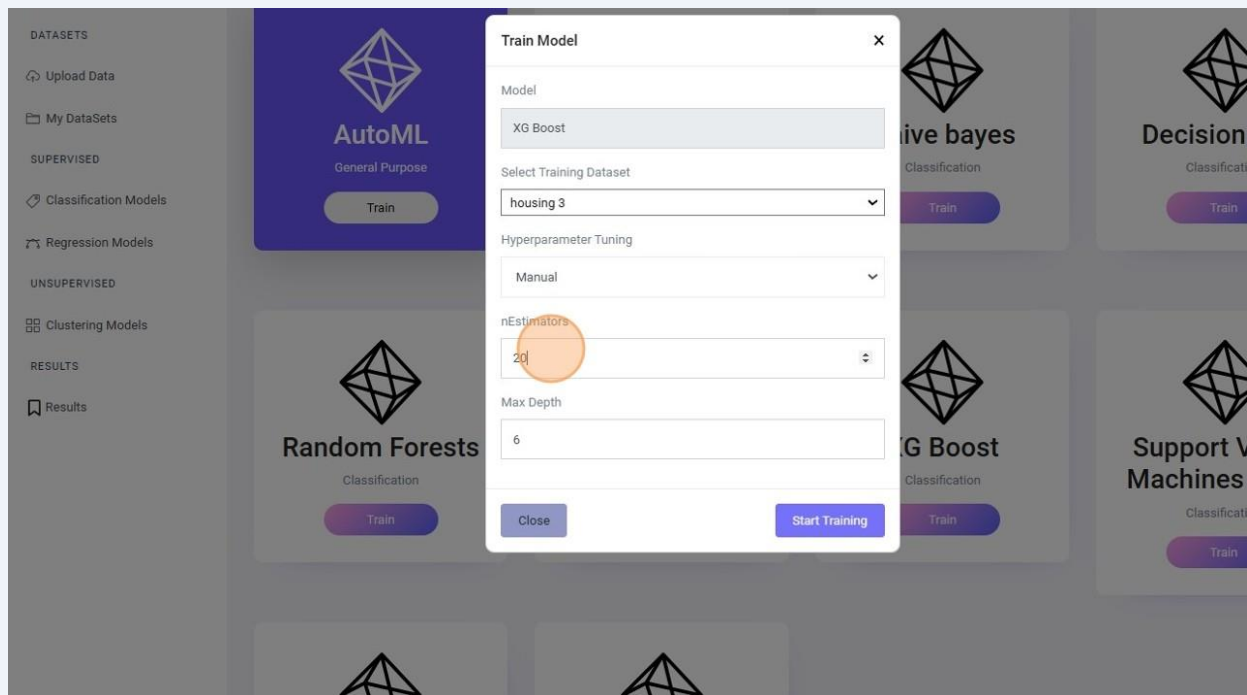 DATASETS
Upload Data
My DataSets
SUPERVISED
Classification Models
Regression Models
UNSUPERVISED
Clustering Models
RESULTS
Results
AutoML
General Purpose
Train
Train Model
×
Model
XG Boost
Select Training Dataset
housing 3
Hyperparameter Tuning
Manual
nEstimators
20
Max Depth
6
Close
Start Training
ive bayes
Classification
Train
Decision
Classificati
Train
Random Forests
Classification
Train
G Boost
Classification
Train
Support V
Machines
Classificati
Train